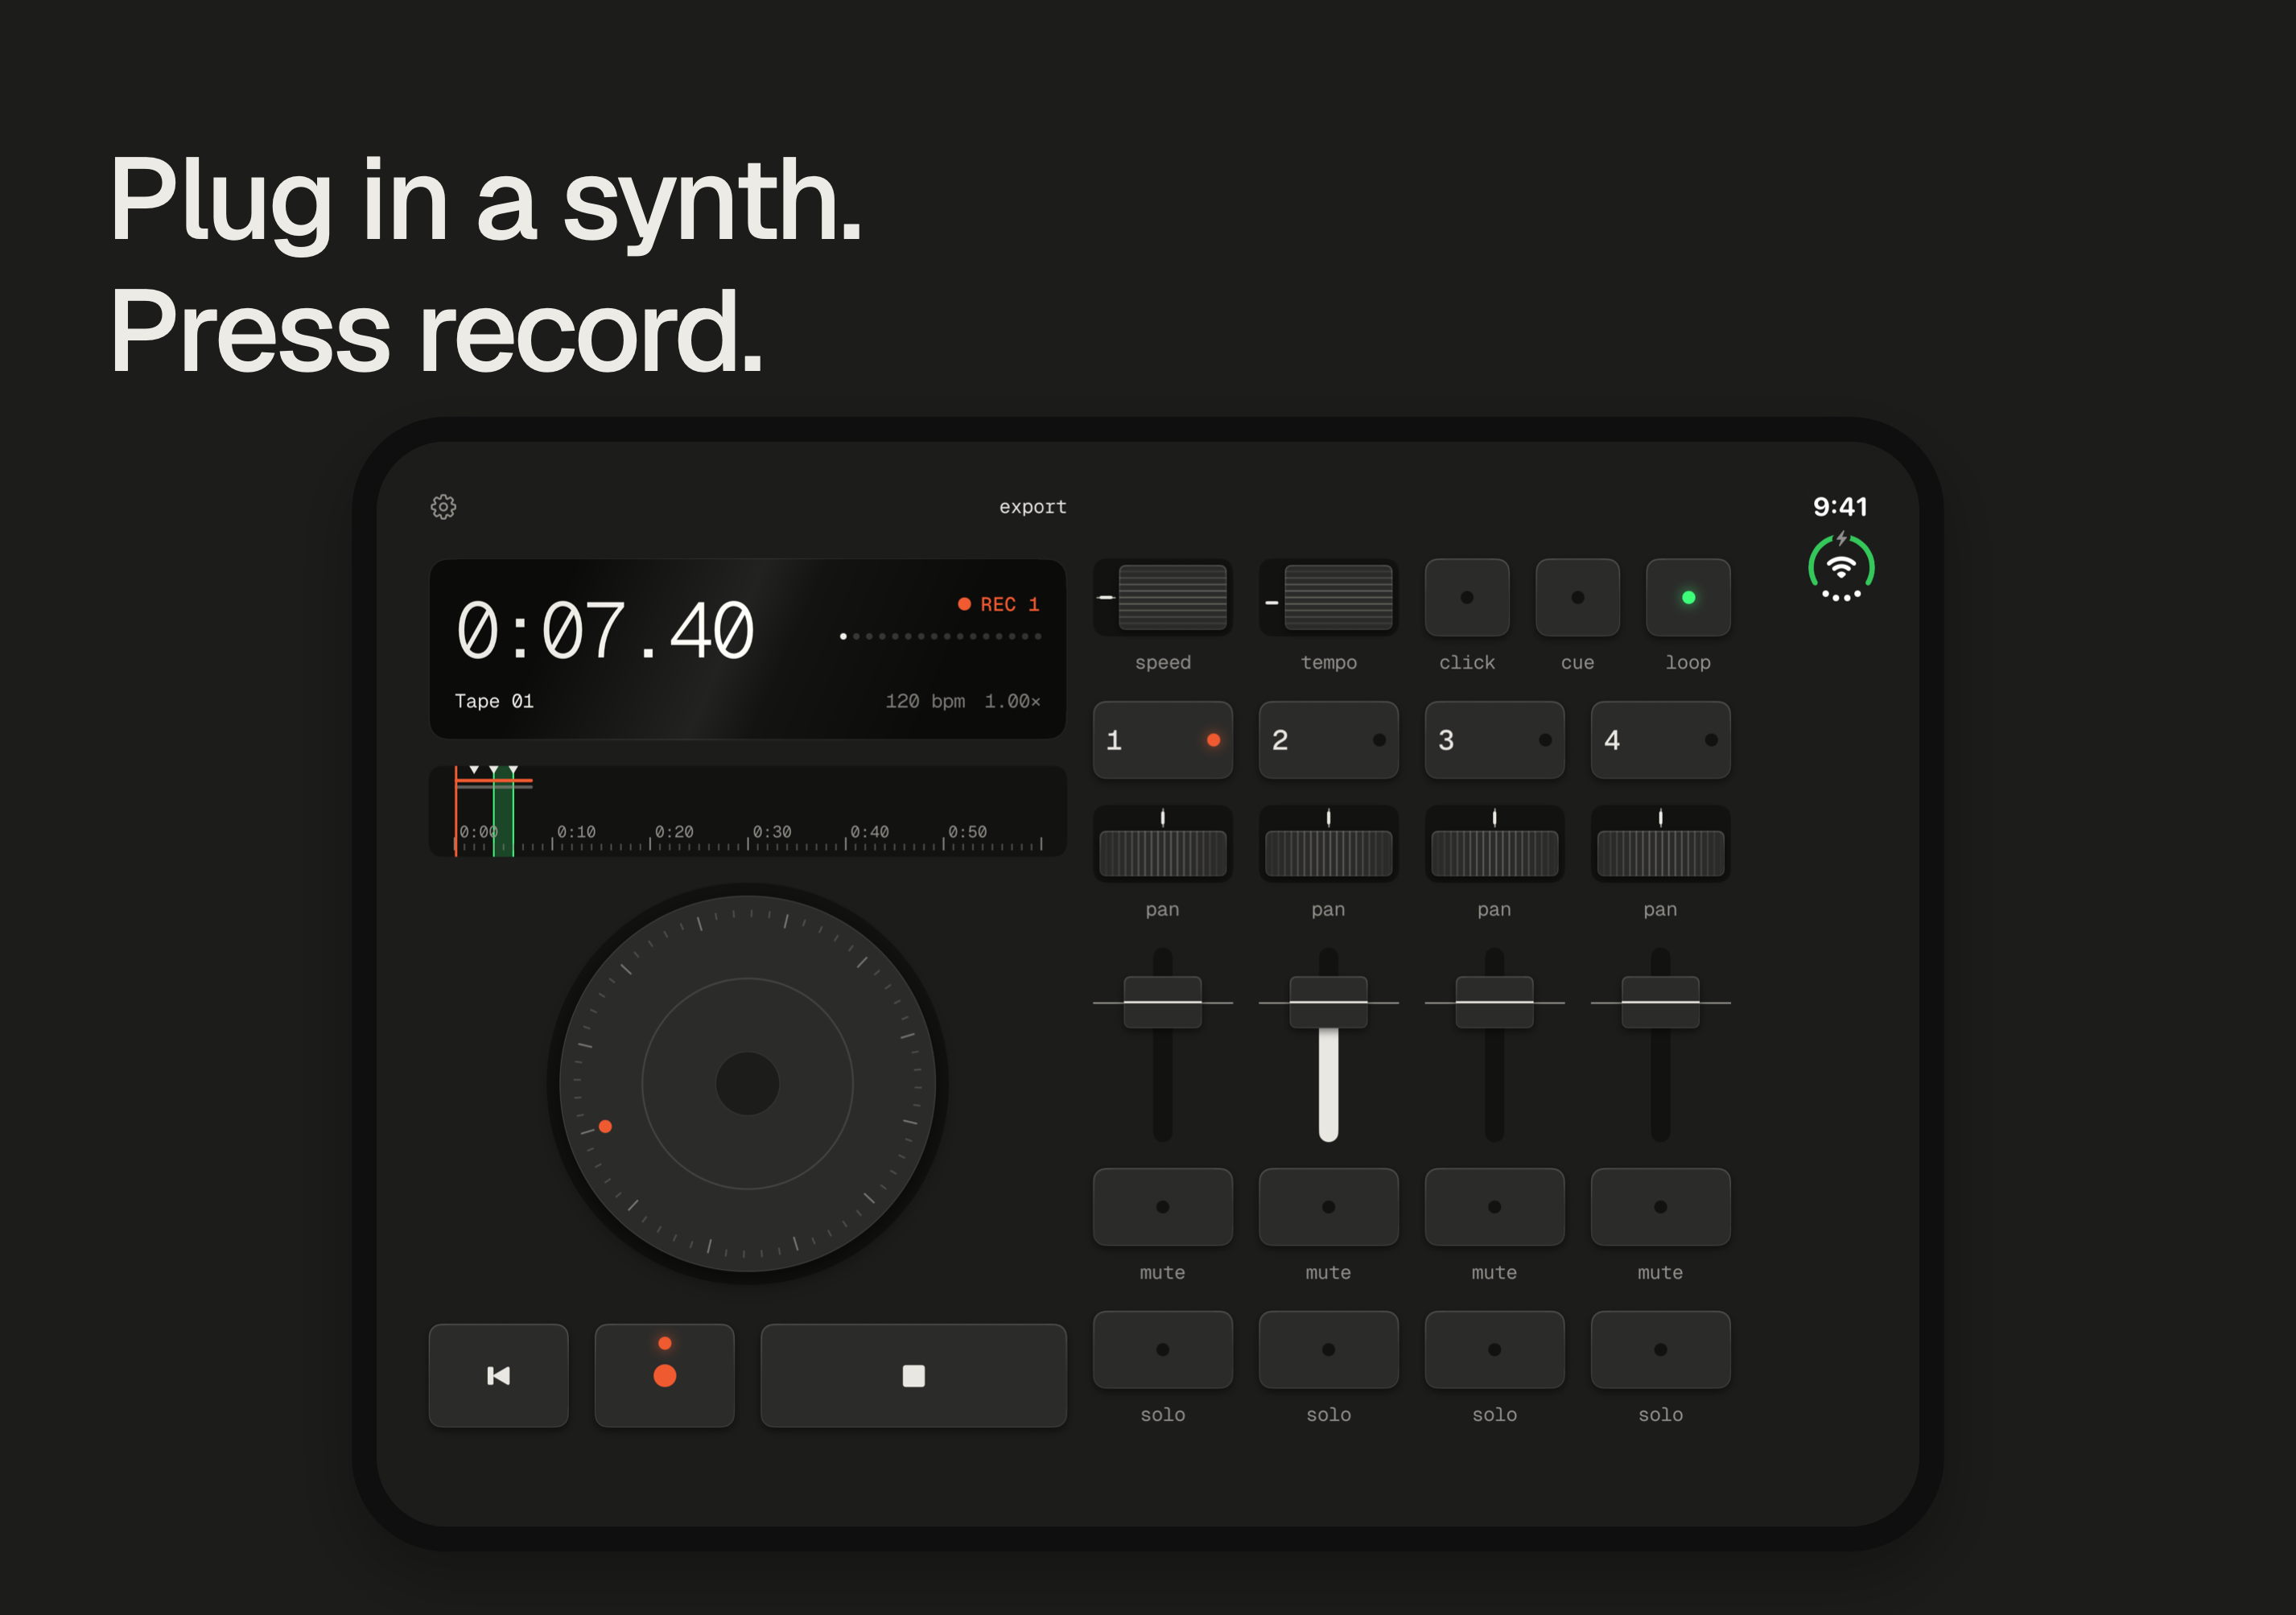 Plug in a synth.
Press record.
export
9:41
0:07.40
REC 1
Tape 01
120 bpm 1.00×
speed
tempo
click
cue
loop
1
2
3
4
0:00
0:10
0:20
0:30
0:40
0:50
pan
pan
pan
pan
mute
mute
mute
mute
solo
solo
solo
solo